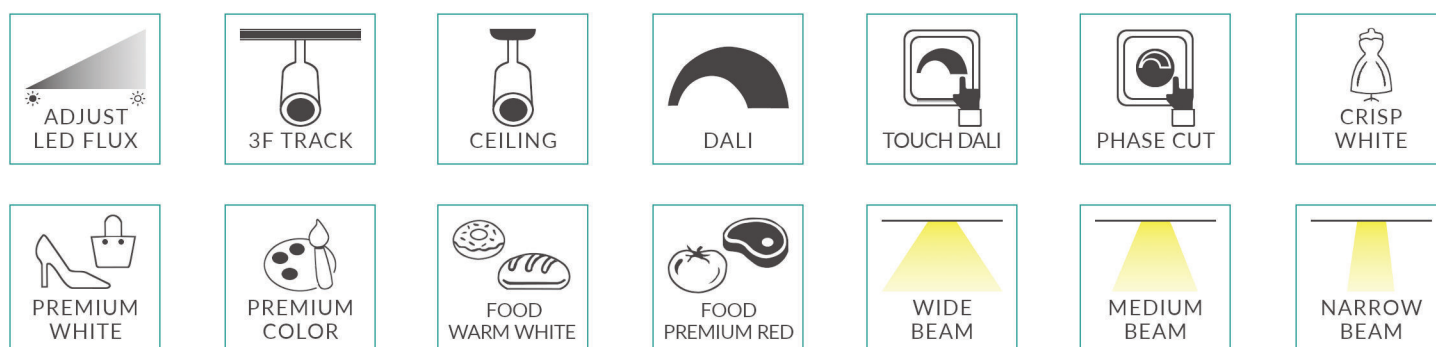 ADJUST
LED FLUX
3F TRACK
CEILING
DALI
TOUCH DALI
PHASE CUT
CRISP
WHITE
PREMIUM
WHITE
PREMIUM
COLOR
FOOD
WARM WHITE
FOOD
PREMIUM RED
WIDE
BEAM
MEDIUM
BEAM
NARROW
BEAM